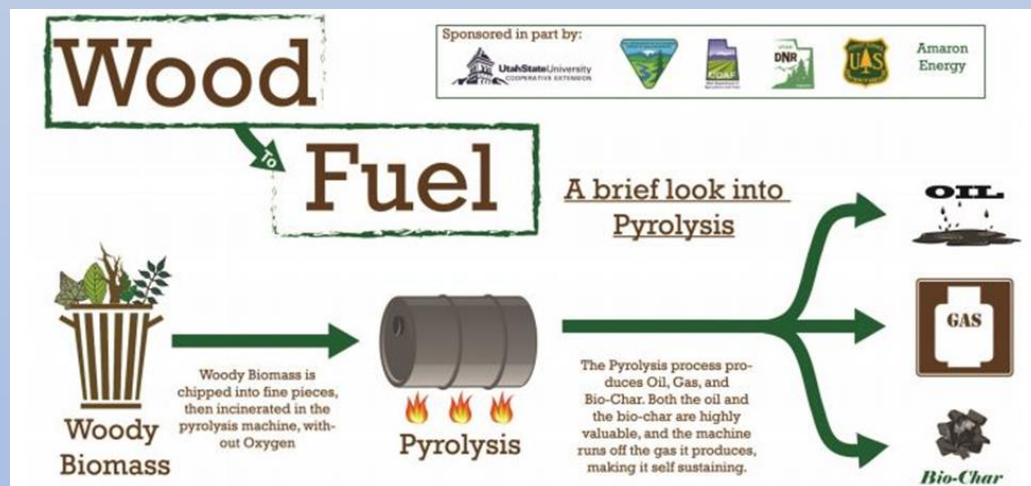 Wood
To
Fuel
Sponsored in part by:
UtahStateUniversity
COOPERATIVE EXTENSION
UDAF
UTAH
DNR
UAS
Amaron
Energy
A brief look into
Pyrolysis
Woody
Biomass
Woody Biomass is
chipped into fine pieces,
then incinerated in the
pyrolysis machine, with-
out Oxygen
Pyrolysis
The Pyrolysis process pro-
duces Oil, Gas, and
Bio-Char. Both the oil and
the bio-char are highly
valuable, and the machine
runs off the gas it produces,
making it self sustaining.
OIL
GAS
Bio-Char